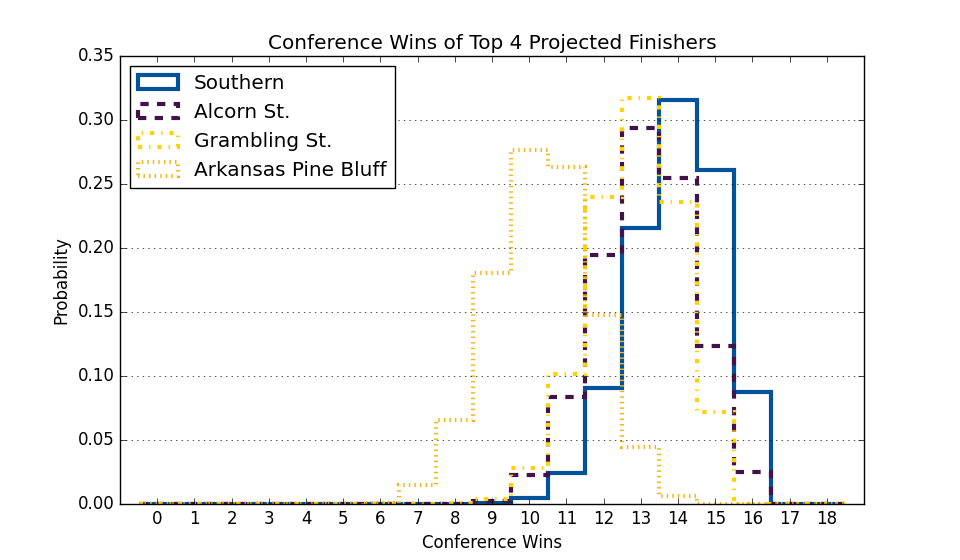 Conference Wins of Top 4 Projected Finishers
0.35
0.30
0.25
0.20
0.15
0.10
0.05
0.00
Probability
Southern
Alcorn St.
Grambling St.
Arkansas Pine Bluff
0 1 2 3 4 5 6 7 8 9 10 11 12 13 14 15 16 17 18
Conference Wins